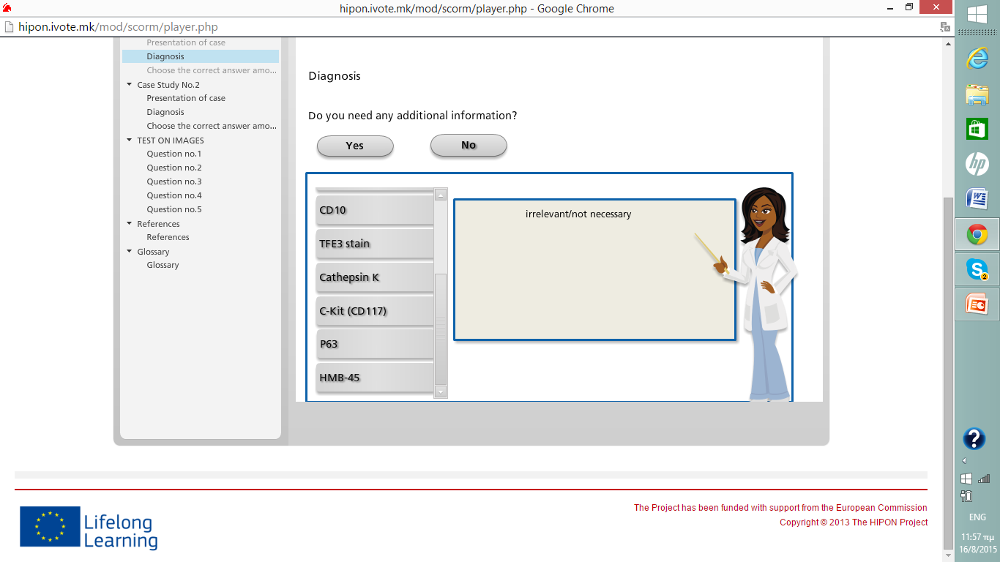 hipon.ivote.mk/mod/scorm/player.php - Google Chrome
hipon.ivote.mk/mod/scorm/player.php
Presentation of case
Diagnosis
Choose the correct answer amo...
Case Study No.2
Presentation of case
Diagnosis
Choose the correct answer amo...
TEST ON IMAGES
Question no.1
Question no.2
Question no.3
Question no.4
Question no.5
References
References
Glossary
Glossary
Diagnosis
Do you need any additional information?
Yes
No
CD10
TFE3 stain
Cathepsin K
C-Kit (CD117)
P63
HMB-45
irrelevant/not necessary
Lifelong
Learning
The Project has been funded with support from the European Commission
Copyright © 2013 The HIPON Project
hp
2
ENG
11:57 πμ
16/8/2015